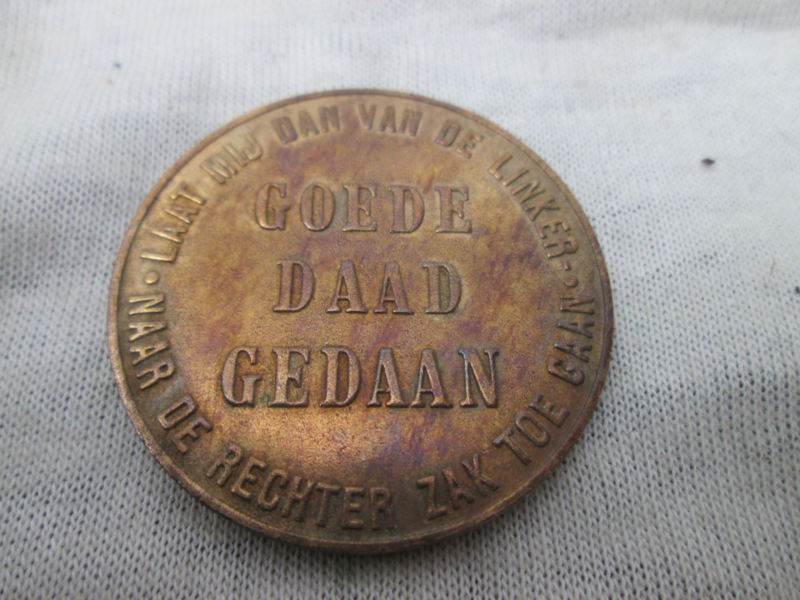 GOEDE
DAAD
GEDAAN
· LAAT MIJ DAN VAN DE LINKER- ·
NAAR DE RECHTER ZAK TOE GAAN